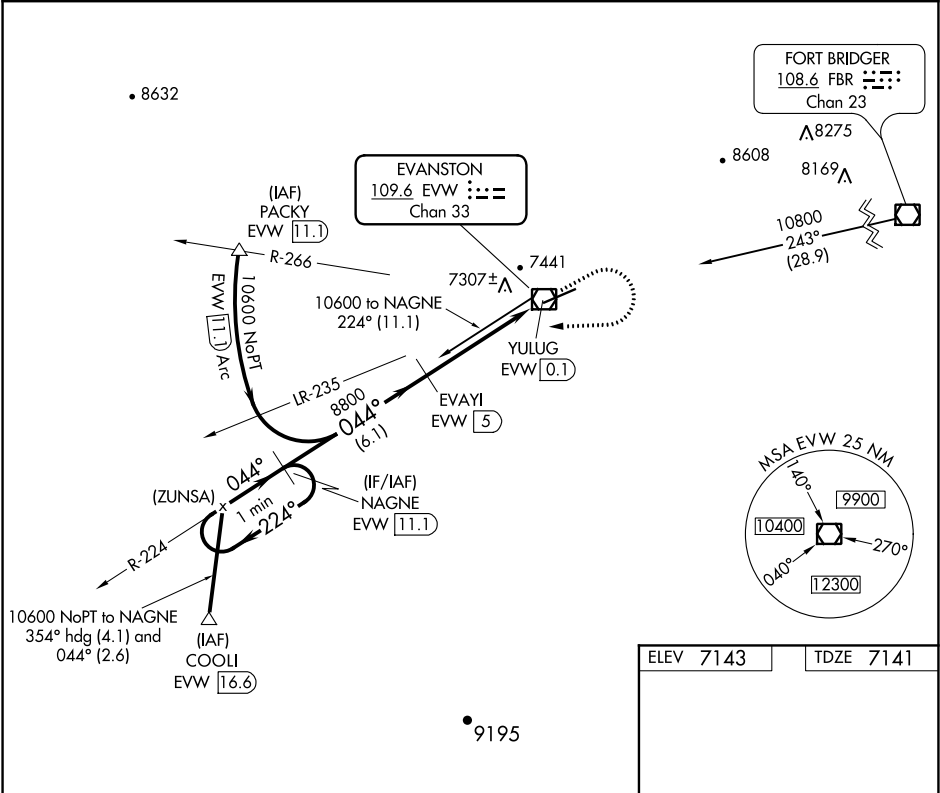 8632
FORT BRIDGER
108.6 FBR
Chan 23
8275
8608
8169
10800
243°
(28.9)
EVANSTON
109.6 EVW
Chan 33
(IAF)
PACKY
EVW 11.1
R-266
7441
7307±
10600 NoPT
EVW 11.1 Arc
10600 to NAGNE
224° (11.1)
YULUG
EVW 0.1
LR-235
8800
044°
(6.1)
EVAYI
EVW 5
044°
(ZUNSA)
1 min
224°
(IF/IAF)
NAGNE
EVW 11.1
R-224
10600 NoPT to NAGNE
354° hdg (4.1) and
044° (2.6)
(IAF)
COOLI
EVW 16.6
9195
MSA EVW 25 NM
140°
9900
10400
270°
040°
12300
ELEV 7143
TDZE 7141